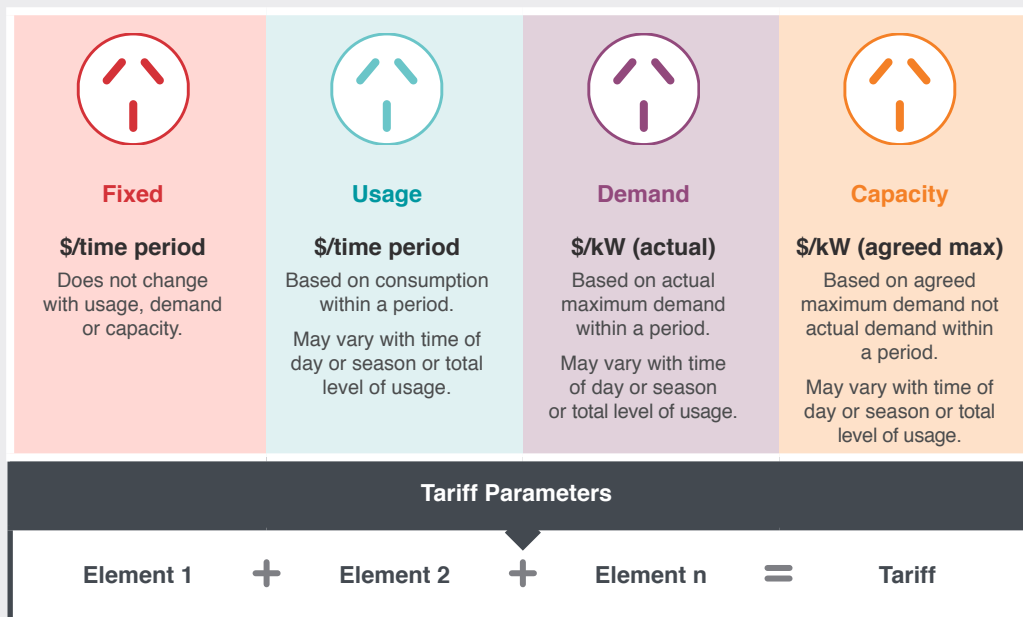 Fixed
$/time period
Does not change
with usage, demand
or capacity.
Usage
$/time period
Based on consumption
within a period.
May vary with time of
day or season or total
level of usage.
Demand
$/kW (actual)
Based on actual
maximum demand
within a period.
May vary with time
of day or season
or total level of usage.
Capacity
$/kW (agreed max)
Based on agreed
maximum demand not
actual demand within
a period.
May vary with time of
day or season or total
level of usage.
Tariff Parameters
Element 1 + Element 2 + Element n = Tariff